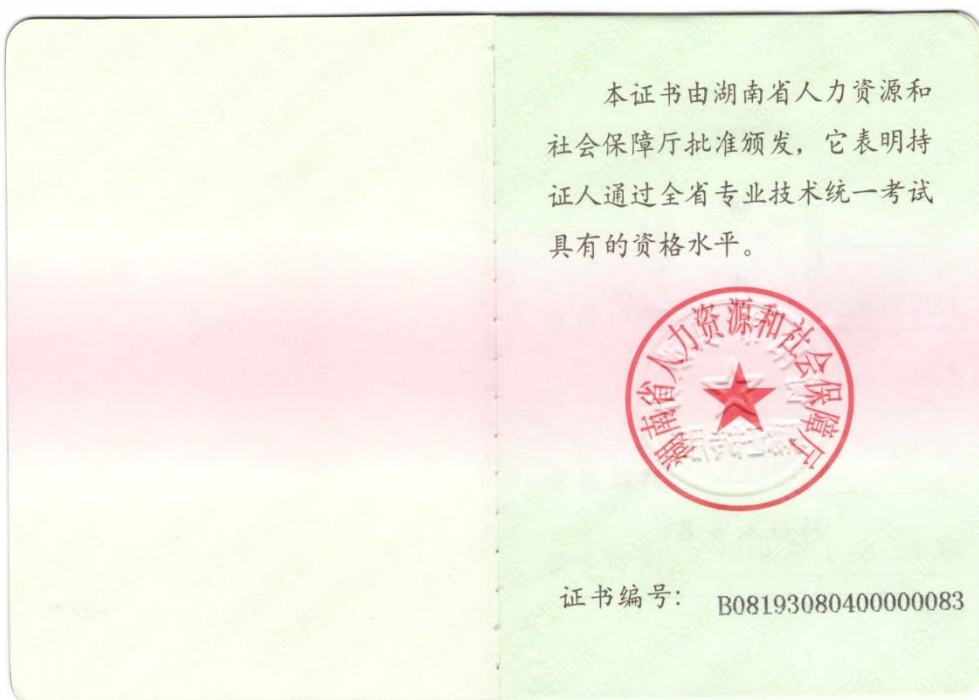 本证书由湖南省人力资源和
社会保障厅批准颁发，它表明持
证人通过全省专业技术统一考试
具有的资格水平。
湖南省人力资源和社会保障厅
证书编号： B08193080400000083